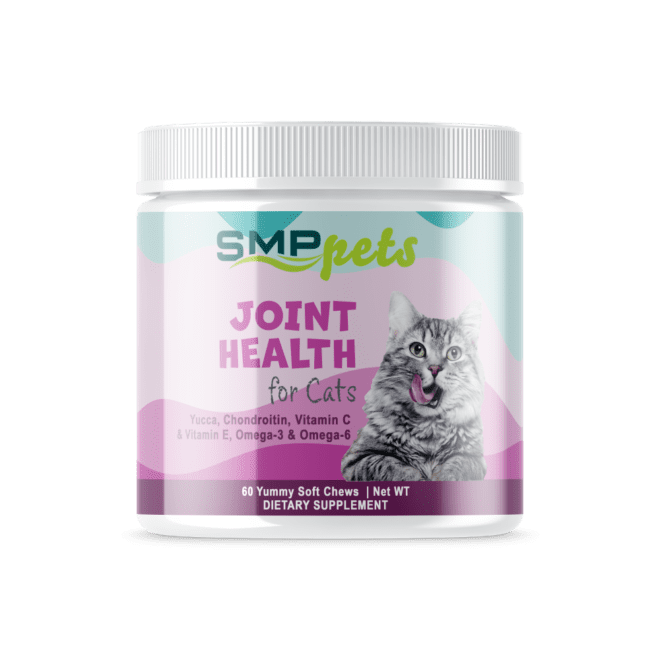 SMPpets
JOINT
HEALTH
for Cats
Yucca, Chondroitin, Vitamin C
& Vitamin E, Omega-3 & Omega-6
60 Yummy Soft Chews | Net WT
DIETARY SUPPLEMENT